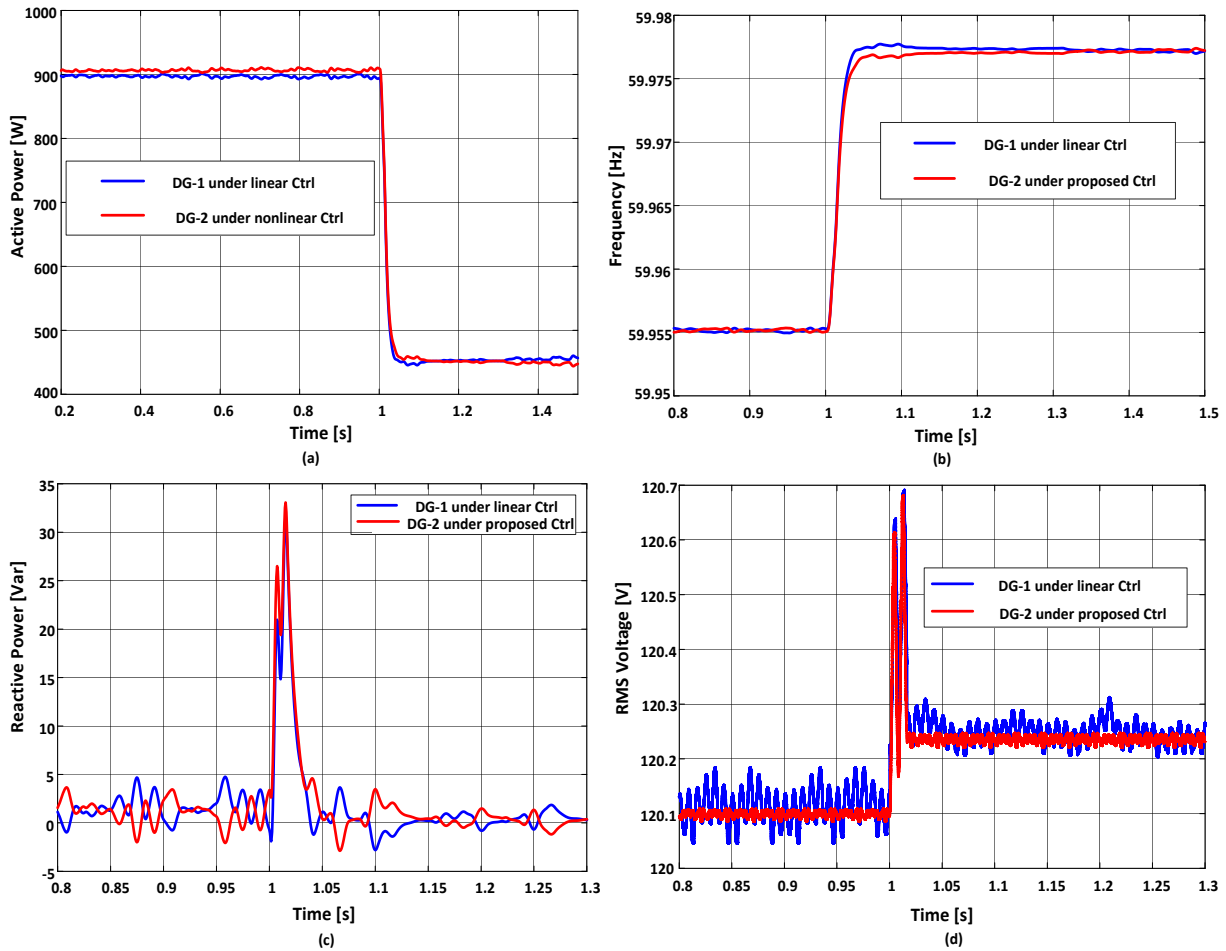 1000
900
800
700
600
500
400
Active Power [W]
DG-1 under linear Ctrl
DG-2 under nonlinear Ctrl
0.2 0.4 0.6 0.8 1 1.2 1.4
Time [s]
(a)
59.98
59.975
59.97
59.965
59.96
59.955
59.95
Frequency [Hz]
DG-1 under linear Ctrl
DG-2 under proposed Ctrl
0.8 0.9 1 1.1 1.2 1.3 1.4 1.5
Time [s]
(b)
35
30
25
20
15
10
5
0
-5
Reactive Power [Var]
DG-1 under linear Ctrl
DG-2 under proposed Ctrl
0.8 0.85 0.9 0.95 1 1.05 1.1 1.15 1.2 1.25 1.3
Time [s]
(c)
120.7
120.6
120.5
120.4
120.3
120.2
120.1
120
RMS Voltage [V]
DG-1 under linear Ctrl
DG-2 under proposed Ctrl
0.8 0.85 0.9 0.95 1 1.05 1.1 1.15 1.2 1.25 1.3
Time [s]
(d)